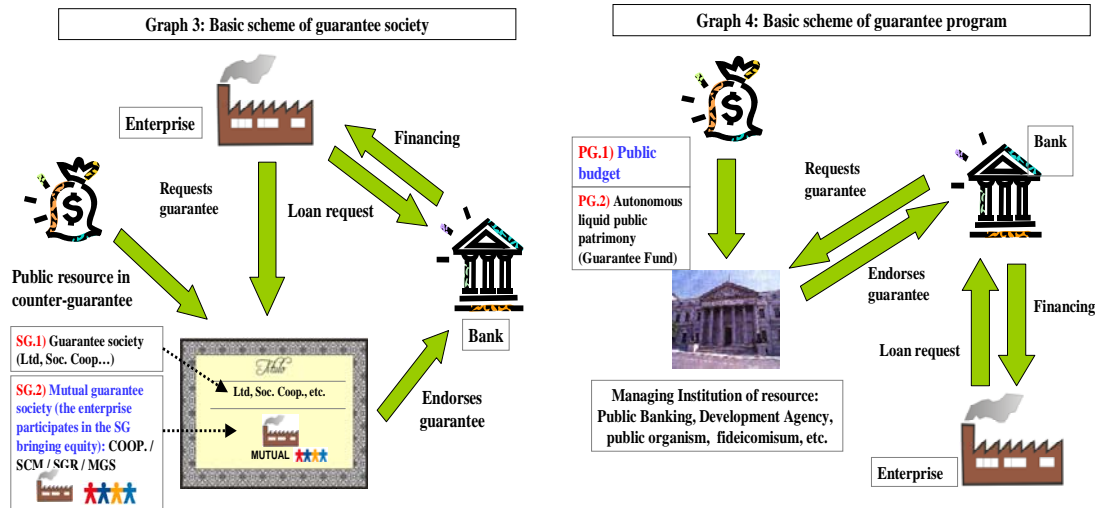 Graph 3: Basic scheme of guarantee society
Enterprise
Financing
Requests
guarantee
Loan request
$
Public resource in
counter-guarantee
Bank
SG.1) Guarantee society
(Ltd, Soc. Coop…)
SG.2) Mutual guarantee
society (the enterprise
participates in the SG
bringing equity): COOP. /
SCM / SGR / MGS
Titulo
Ltd, Soc. Coop., etc.
MUTUAL
Endorses
guarantee
Graph 4: Basic scheme of guarantee program
$
PG.1) Public
budget
PG.2) Autonomous
liquid public
patrimony
(Guarantee Fund)
Requests
guarantee
Bank
Endorses
guarantee
Financing
Loan request
Managing Institution of resource:
Public Banking, Development Agency,
public organism, fideicomisum, etc.
Enterprise